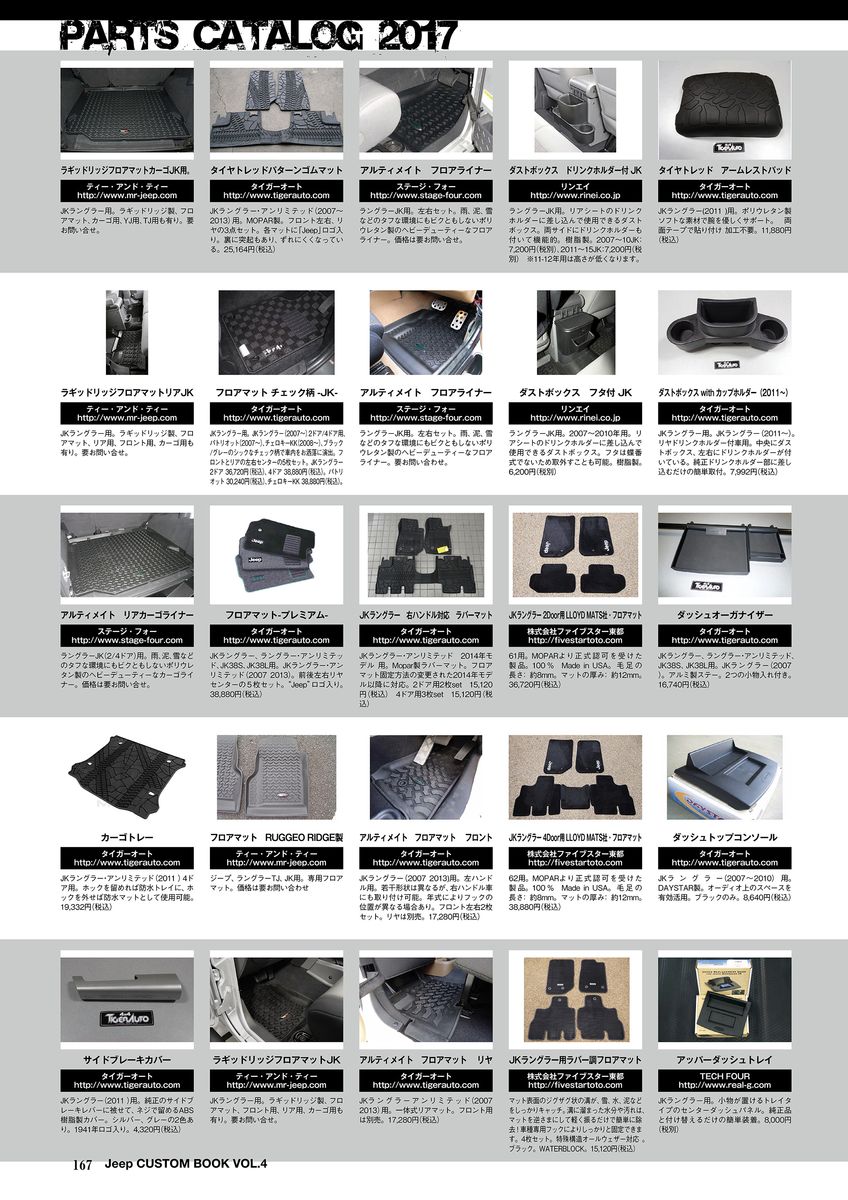 PARTS CATALOG 2017
ラギッドリッジフロアマットカーゴJK用。
ティー・アンド・ティー
http://www.mr-jeep.com
JKラングラー用。ラギッドリッジ製、フロ
アマット、カーゴ用、YJ用、TJ用も有り。要
お問い合せ。
タイヤトレッドパターンゴムマット
タイガーオート
http://www.tigerauto.com
JKラングラー・アンリミテッド(2007〜
2013)用。MOPAR製。フロント左右、リ
ヤの3点セット。各マットに「Jeep」ロゴ入
り。裏に突起もあり、ずれにくくなってい
る。25,164円(税込)
アルティメイト　フロアライナー
ステージ・フォー
http://www.stage-four.com
ラングラーJK用。左右セット。雨、泥、雪
などのタフな環境にもビクともしないポリ
ウレタン製のヘビーデューティーなフロア
ライナー。価格は要お問い合せ。
ダストボックス　ドリンクホルダー付 JK
リンエイ
http://www.rinei.co.jp
ラングラーJK用。リアシートのドリンク
ホルダーに差し込んで使用できるダスト
ボックス。両サイドにドリンクホルダーも
付いて機能的。樹脂製。2007〜10JK：
7,200円(税別)、2011〜15JK:7,200円(税
別)　※11-12年用は高さが低くなります。
タイヤトレッド　アームレストパッド
タイガーオート
http://www.tigerauto.com
JKラングラー(2011 )用。ポリウレタン製
ソフトな素材で腕を優しくサポート。　両
面テープで貼り付け 加工不要。11,880円
(税込)
ラギッドリッジフロアマットリアJK
ティー・アンド・ティー
http://www.mr-jeep.com
JKラングラー用。ラギッドリッジ製、フロ
アマット、リア用、フロント用、カーゴ用も
有り。要お問い合せ。
フロアマット チェック柄 -JK-
タイガーオート
http://www.tigerauto.com
JKラングラー用。JKラングラー(2007〜)2ドア/4ドア用、
パトリオット(2007〜)、チェロキーKK(2008〜)、ブラック
/グレーのシックなチェック柄で車内をお洒落に演出。フ
ロントとリアの左右センターの5枚セット。JKラングラー
2ドア 36,720円(税込)、4ドア 38,880円(税込)。パトリ
オット 30,240円(税込)、チェロキーKK 38,880円(税込)。
アルティメイト　フロアライナー
ステージ・フォー
http://www.stage-four.com
ラングラーJK用。左右セット。雨、泥、雪
などのタフな環境にもビクともしないポリ
ウレタン製のヘビーデューティーなフロア
ライナー。要お問い合わせ。
ダストボックス　フタ付 JK
リンエイ
http://www.rinei.co.jp
ラングラーJK用。2007〜2010年用。リ
アシートのドリンクホルダーに差し込んで
使用できるダストボックス。フタは蝶番
式でないため取外すことも可能。樹脂製。
6,200円(税別)
ダストボックス with カップホルダー (2011〜)
タイガーオート
http://www.tigerauto.com
JKラングラー用。JKラングラー(2011〜)。
リヤドリンクホルダー付車用。中央にダス
トボックス、左右にドリンクホルダーが付
いている。純正ドリンクホルダー部に差し
込むだけの簡単取付。7,992円(税込)
アルティメイト　リアカーゴライナー
ステージ・フォー
http://www.stage-four.com
ラングラーJK(2/4ドア)用。雨、泥、雪など
のタフな環境にもビクともしないポリウレ
タン製のヘビーデューティーなカーゴライ
ナー。価格は要お問い合せ。
フロアマット-プレミアム-
タイガーオート
http://www.tigerauto.com
JKラングラー、ラングラー・アンリミテッ
ド、JK38S、JK38L用。JKラングラー・アン
リミテッド(2007 2013)用。前後左右リヤ
センターの５枚セット。"Jeep"ロゴ入り。
38,880円(税込)
JKラングラー　右ハンドル対応　ラバーマット
タイガーオート
http://www.tigerauto.com
JKラングラー・アンリミテッド　2014年モ
デル 用。Mopar製ラバーマット。フロア
マット固定方法の変更された2014年モデ
ル以降に対応。2ドア用2枚set　15,120
円(税込)　4ドア用3枚set　15,120円(税
込)
JKラングラー 2Door用 LLOYD MATS社・フロアマット
株式会社ファイブスター東都
http://fivestartoto.com
61用。MOPARより正式認可を受けた
製品。100％　Made in USA。毛足の
長さ：約8mm。マットの厚み：約12mm。
36,720円(税込)
ダッシュオーガナイザー
タイガーオート
http://www.tigerauto.com
JKラングラー、ラングラー・アンリミテッド、
JK38S、JK38L用。JKラングラー(2007
)。アルミ製ステー。2つの小物入れ付き。
16,740円(税込)
カーゴトレー
タイガーオート
http://www.tigerauto.com
JKラングラー・アンリミテッド(2011 )4ド
ア用。ホックを留めれば防水トレイに、ホ
ックを外せば防水マットとして使用可能。
19,332円(税込)
フロアマット　RUGGEO RIDGE製
ティー・アンド・ティー
http://www.mr-jeep.com
ジープ、ラングラーTJ、JK用。専用フロア
マット。価格は要お問い合わせ
アルティメイト　フロアマット　フロント
タイガーオート
http://www.tigerauto.com
JKラングラー(2007 2013)用。左ハンド
ル用。若干形状は異なるが、右ハンドル車
にも取り付け可能。年式によりフックの
位置が異なる場合あり。フロント左右2枚
セット。リヤは別売。17,280円(税込)
JKラングラー 4Door用 LLOYD MATS社・フロアマット
株式会社ファイブスター東都
http://fivestartoto.com
62用。MOPARより正式認可を受けた
製品。100％　Made in USA。毛足の
長さ：約8mm。マットの厚み：約12mm。
38,880円(税込)
ダッシュトップコンソール
タイガーオート
http://www.tigerauto.com
JKラングラー(2007〜2010)用。
DAYSTAR製。オーディオ上のスペースを
有効活用。ブラックのみ。8,640円(税込)
サイドブレーキカバー
タイガーオート
http://www.tigerauto.com
JKラングラー(2011 )用。純正のサイドブ
レーキレバーに被せて、ネジで留めるABS
樹脂製カバー。シルバー、グレーの2色あ
り。1941年ロゴ入り。4,320円(税込)
ラギッドリッジフロアマットJK
ティー・アンド・ティー
http://www.mr-jeep.com
JKラングラー用。ラギッドリッジ製、フロ
アマット、フロント用、リア用、カーゴ用も
有り。要お問い合せ。
アルティメイト　フロアマット　リヤ
タイガーオート
http://www.tigerauto.com
JKラングラーアンリミテッド(2007
2013)用。一体式リアマット。フロント用
は別売。17,280円(税込)
JKラングラー用ラバー調フロアマット
株式会社ファイブスター東都
http://fivestartoto.com
マット表面のジグザグ状の溝が、雪、水、泥など
をしっかりキャッチ。溝に溜まった水分や汚れは、
マットを逆さまにして軽く振るだけで簡単に除
去!車種専用フックによりしっかりと固定できま
す。4枚セット。特殊構造オールウェザー対応 。
ブラック。WATERBLOCK。15,120円(税込)
アッパーダッシュトレイ
TECH FOUR
http://www.real-g.com
JKラングラー用。小物が置けるトレイタ
イプのセンターダッシュパネル。純正品
と付け替えるだけの簡単装着。8,000円
(税別)
167 Jeep CUSTOM BOOK VOL.4